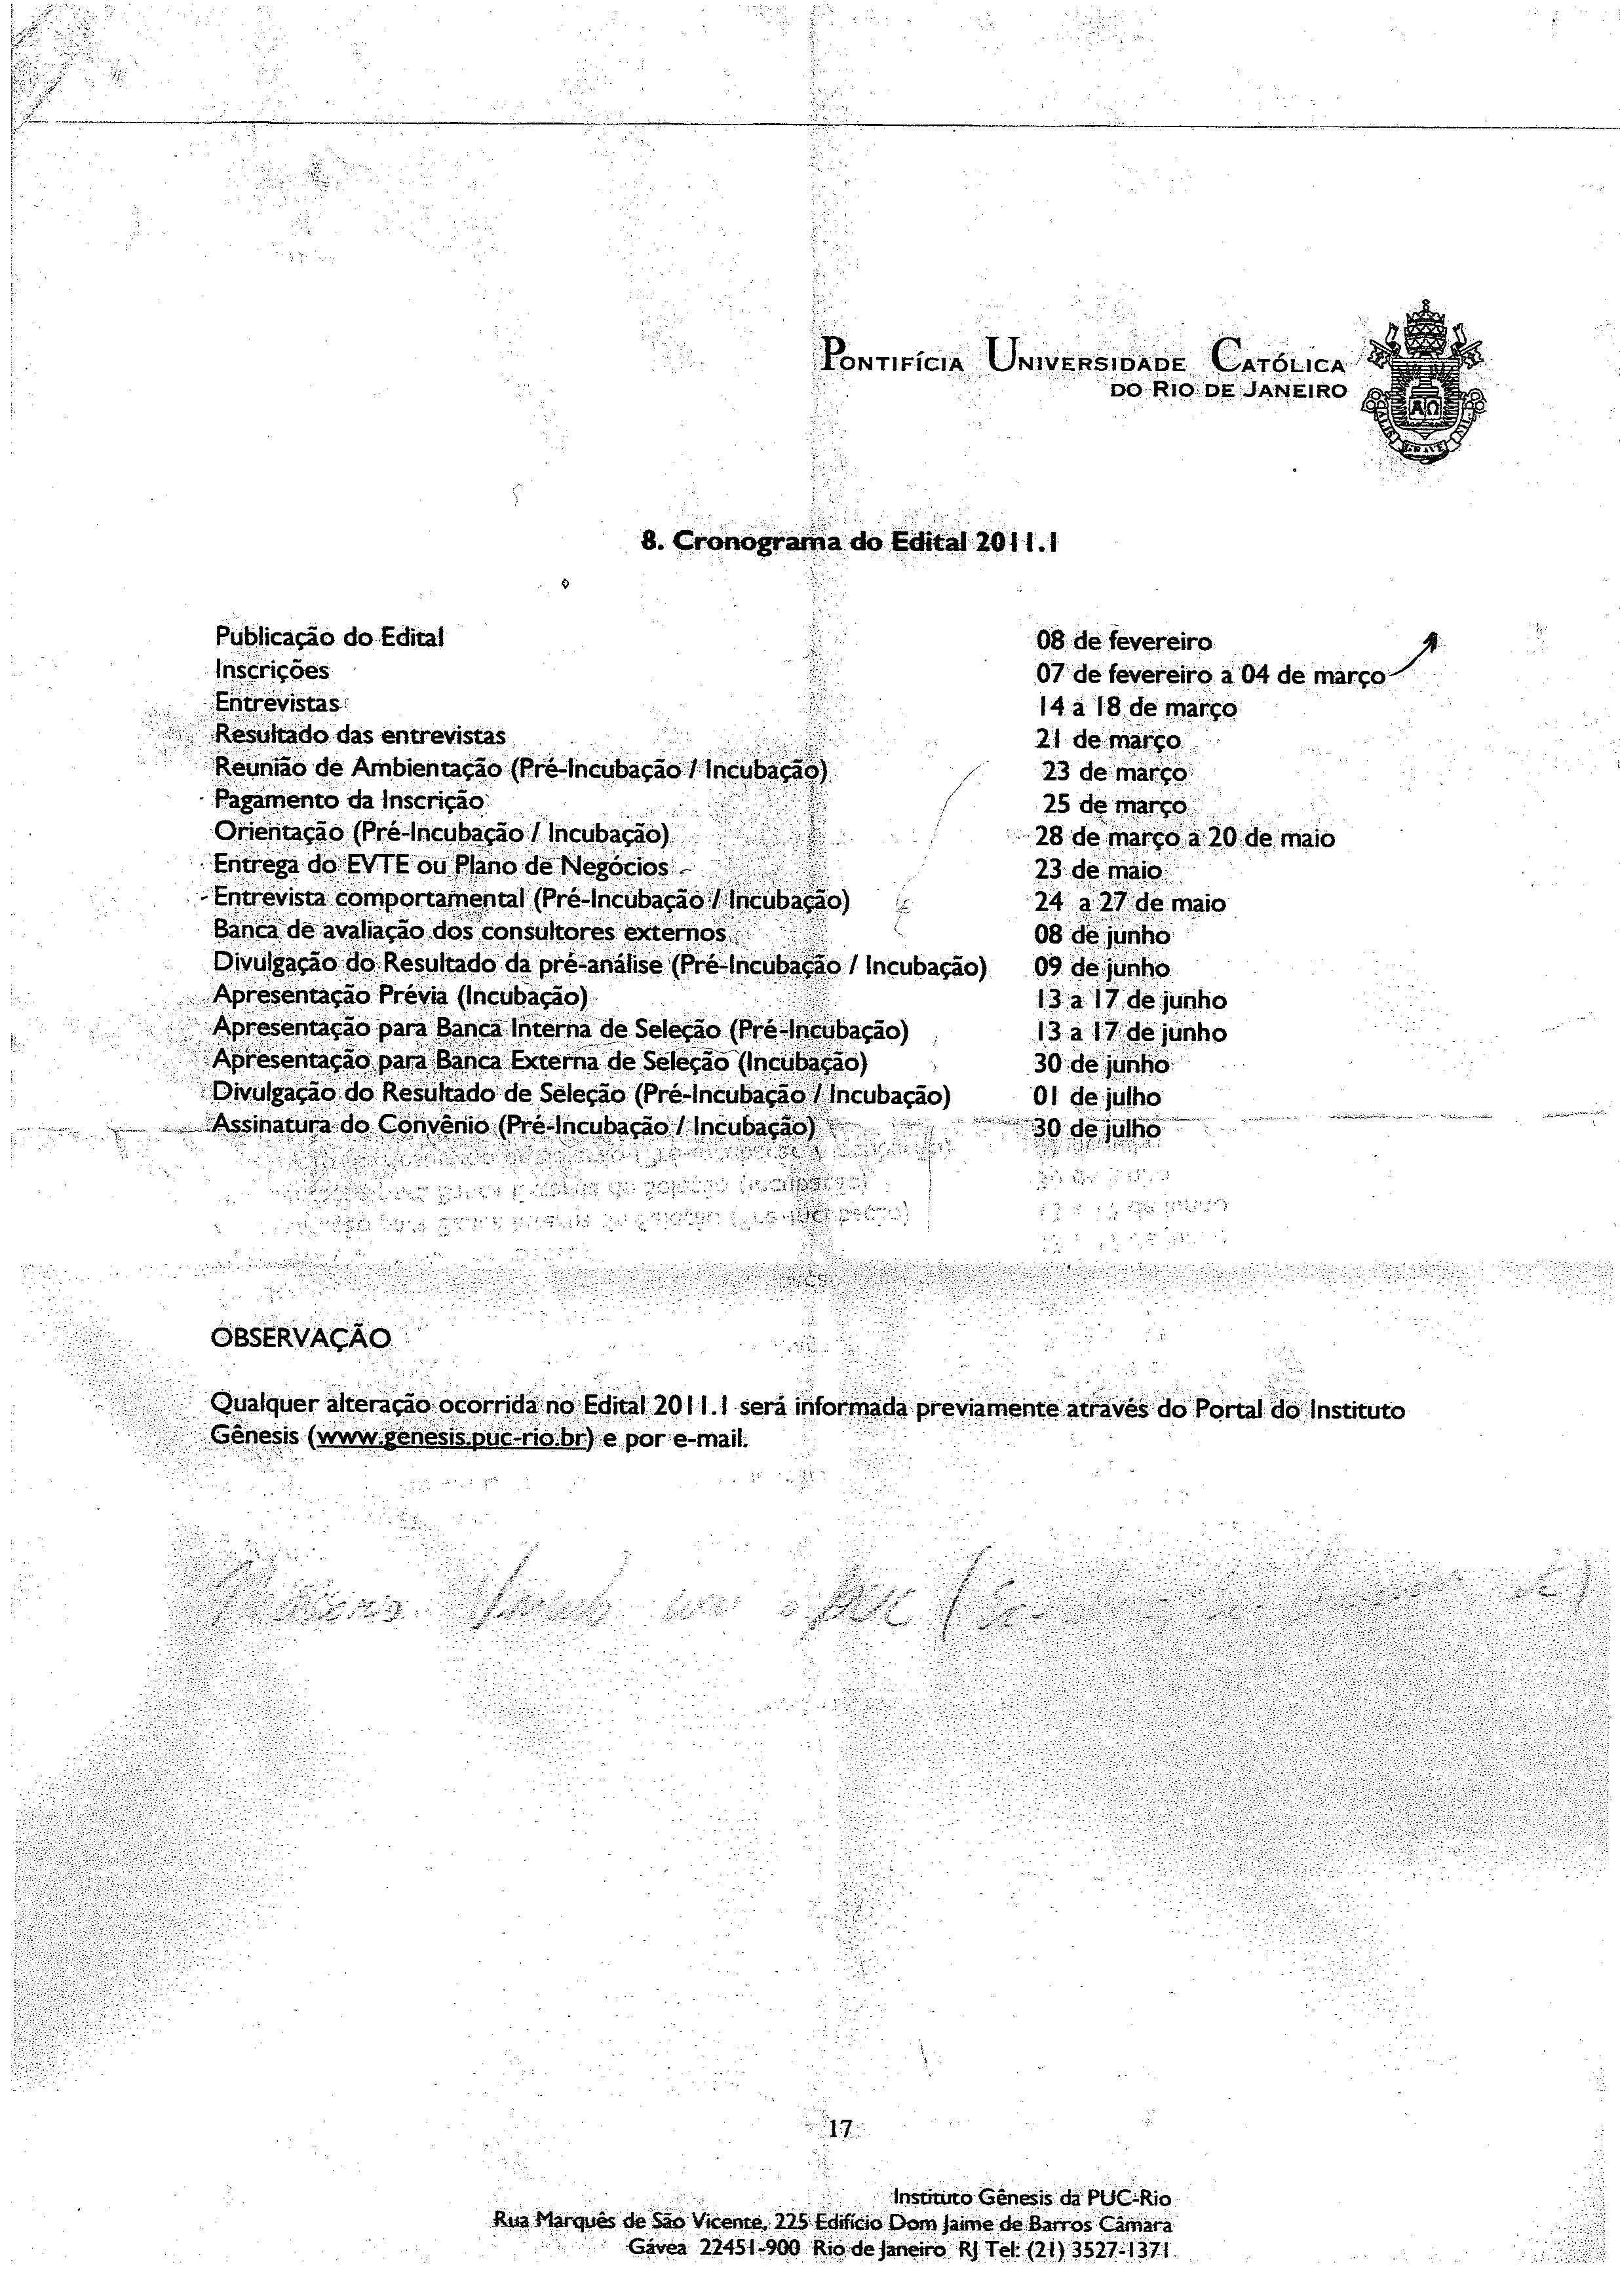 PONTIFÍCIA UNIVERSIDADE CATÓLICA
DO RIO DE JANEIRO
8. Cronograma do Edital 2011.1
Publicação do Edital 08 de fevereiro
Inscrições 07 de fevereiro a 04 de março
Entrevistas 14 a 18 de março
Resultado das entrevistas 21 de março
Reunião de Ambientação (Pré-Incubação / Incubação) 23 de março
Pagamento da Inscrição 25 de março
Orientação (Pré-Incubação / Incubação) 28 de março a 20 de maio
Entrega do EVTE ou Plano de Negócios 23 de maio
Entrevista comportamental (Pré-Incubação / Incubação) 24 a 27 de maio
Banca de avaliação dos consultores externos 08 de junho
Divulgação do Resultado da pré-análise (Pré-Incubação / Incubação) 09 de junho
Apresentação Prévia (Incubação) 13 a 17 de junho
Apresentação para Banca Interna de Seleção (Pré-Incubação) 13 a 17 de junho
Apresentação para Banca Externa de Seleção (Incubação) 30 de junho
Divulgação do Resultado de Seleção (Pré-Incubação / Incubação) 01 de julho
Assinatura do Convênio (Pré-Incubação / Incubação) 30 de julho
OBSERVAÇÃO
Qualquer alteração ocorrida no Edital 2011.1 será informada previamente através do Portal do Instituto
Gênesis (www.genesis.puc-rio.br) e por e-mail.
PUC
17
Instituto Gênesis da PUC-Rio
Rua Marquês de São Vicente, 225 Edifício Dom Jaime de Barros Câmara
Gávea 22451-900 Rio de Janeiro RJ Tel: (21) 3527-1371